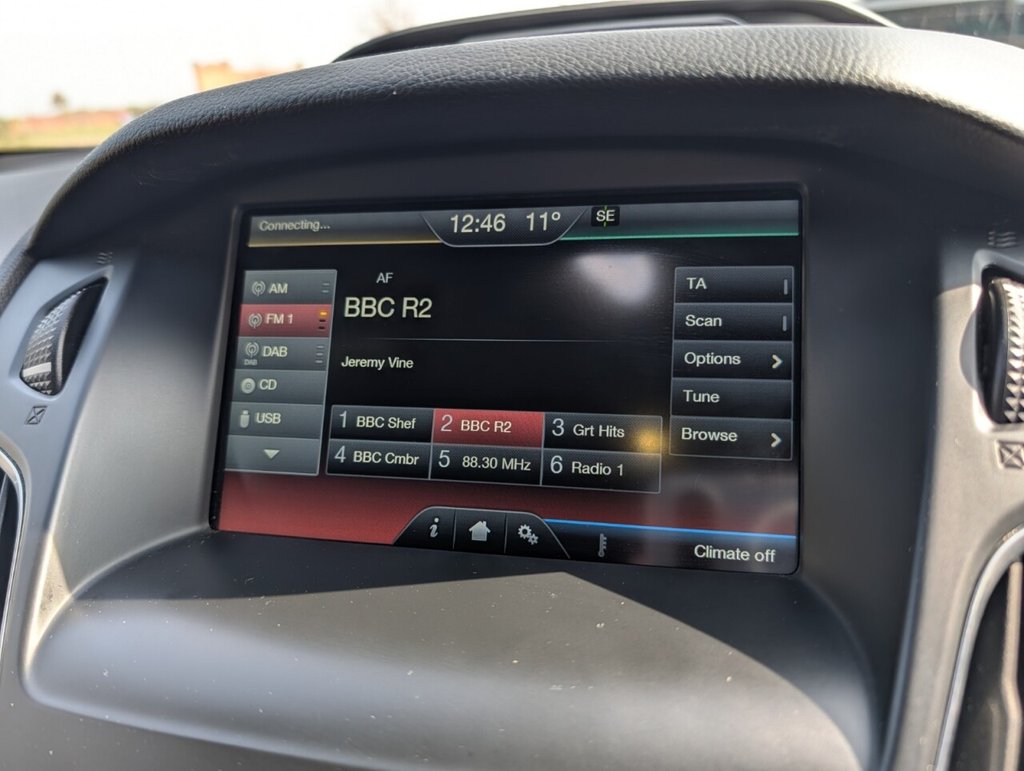 Connecting...
12:46 11° SE
AM
FM 1
DAB
DAB
CD
USB
AF
BBC R2
Jeremy Vine
1 BBC Shef
2 BBC R2
3 Grt Hits
4 BBC Cmbr
5 88.30 MHz
6 Radio 1
TA
Scan
Options
Tune
Browse
i
Climate off